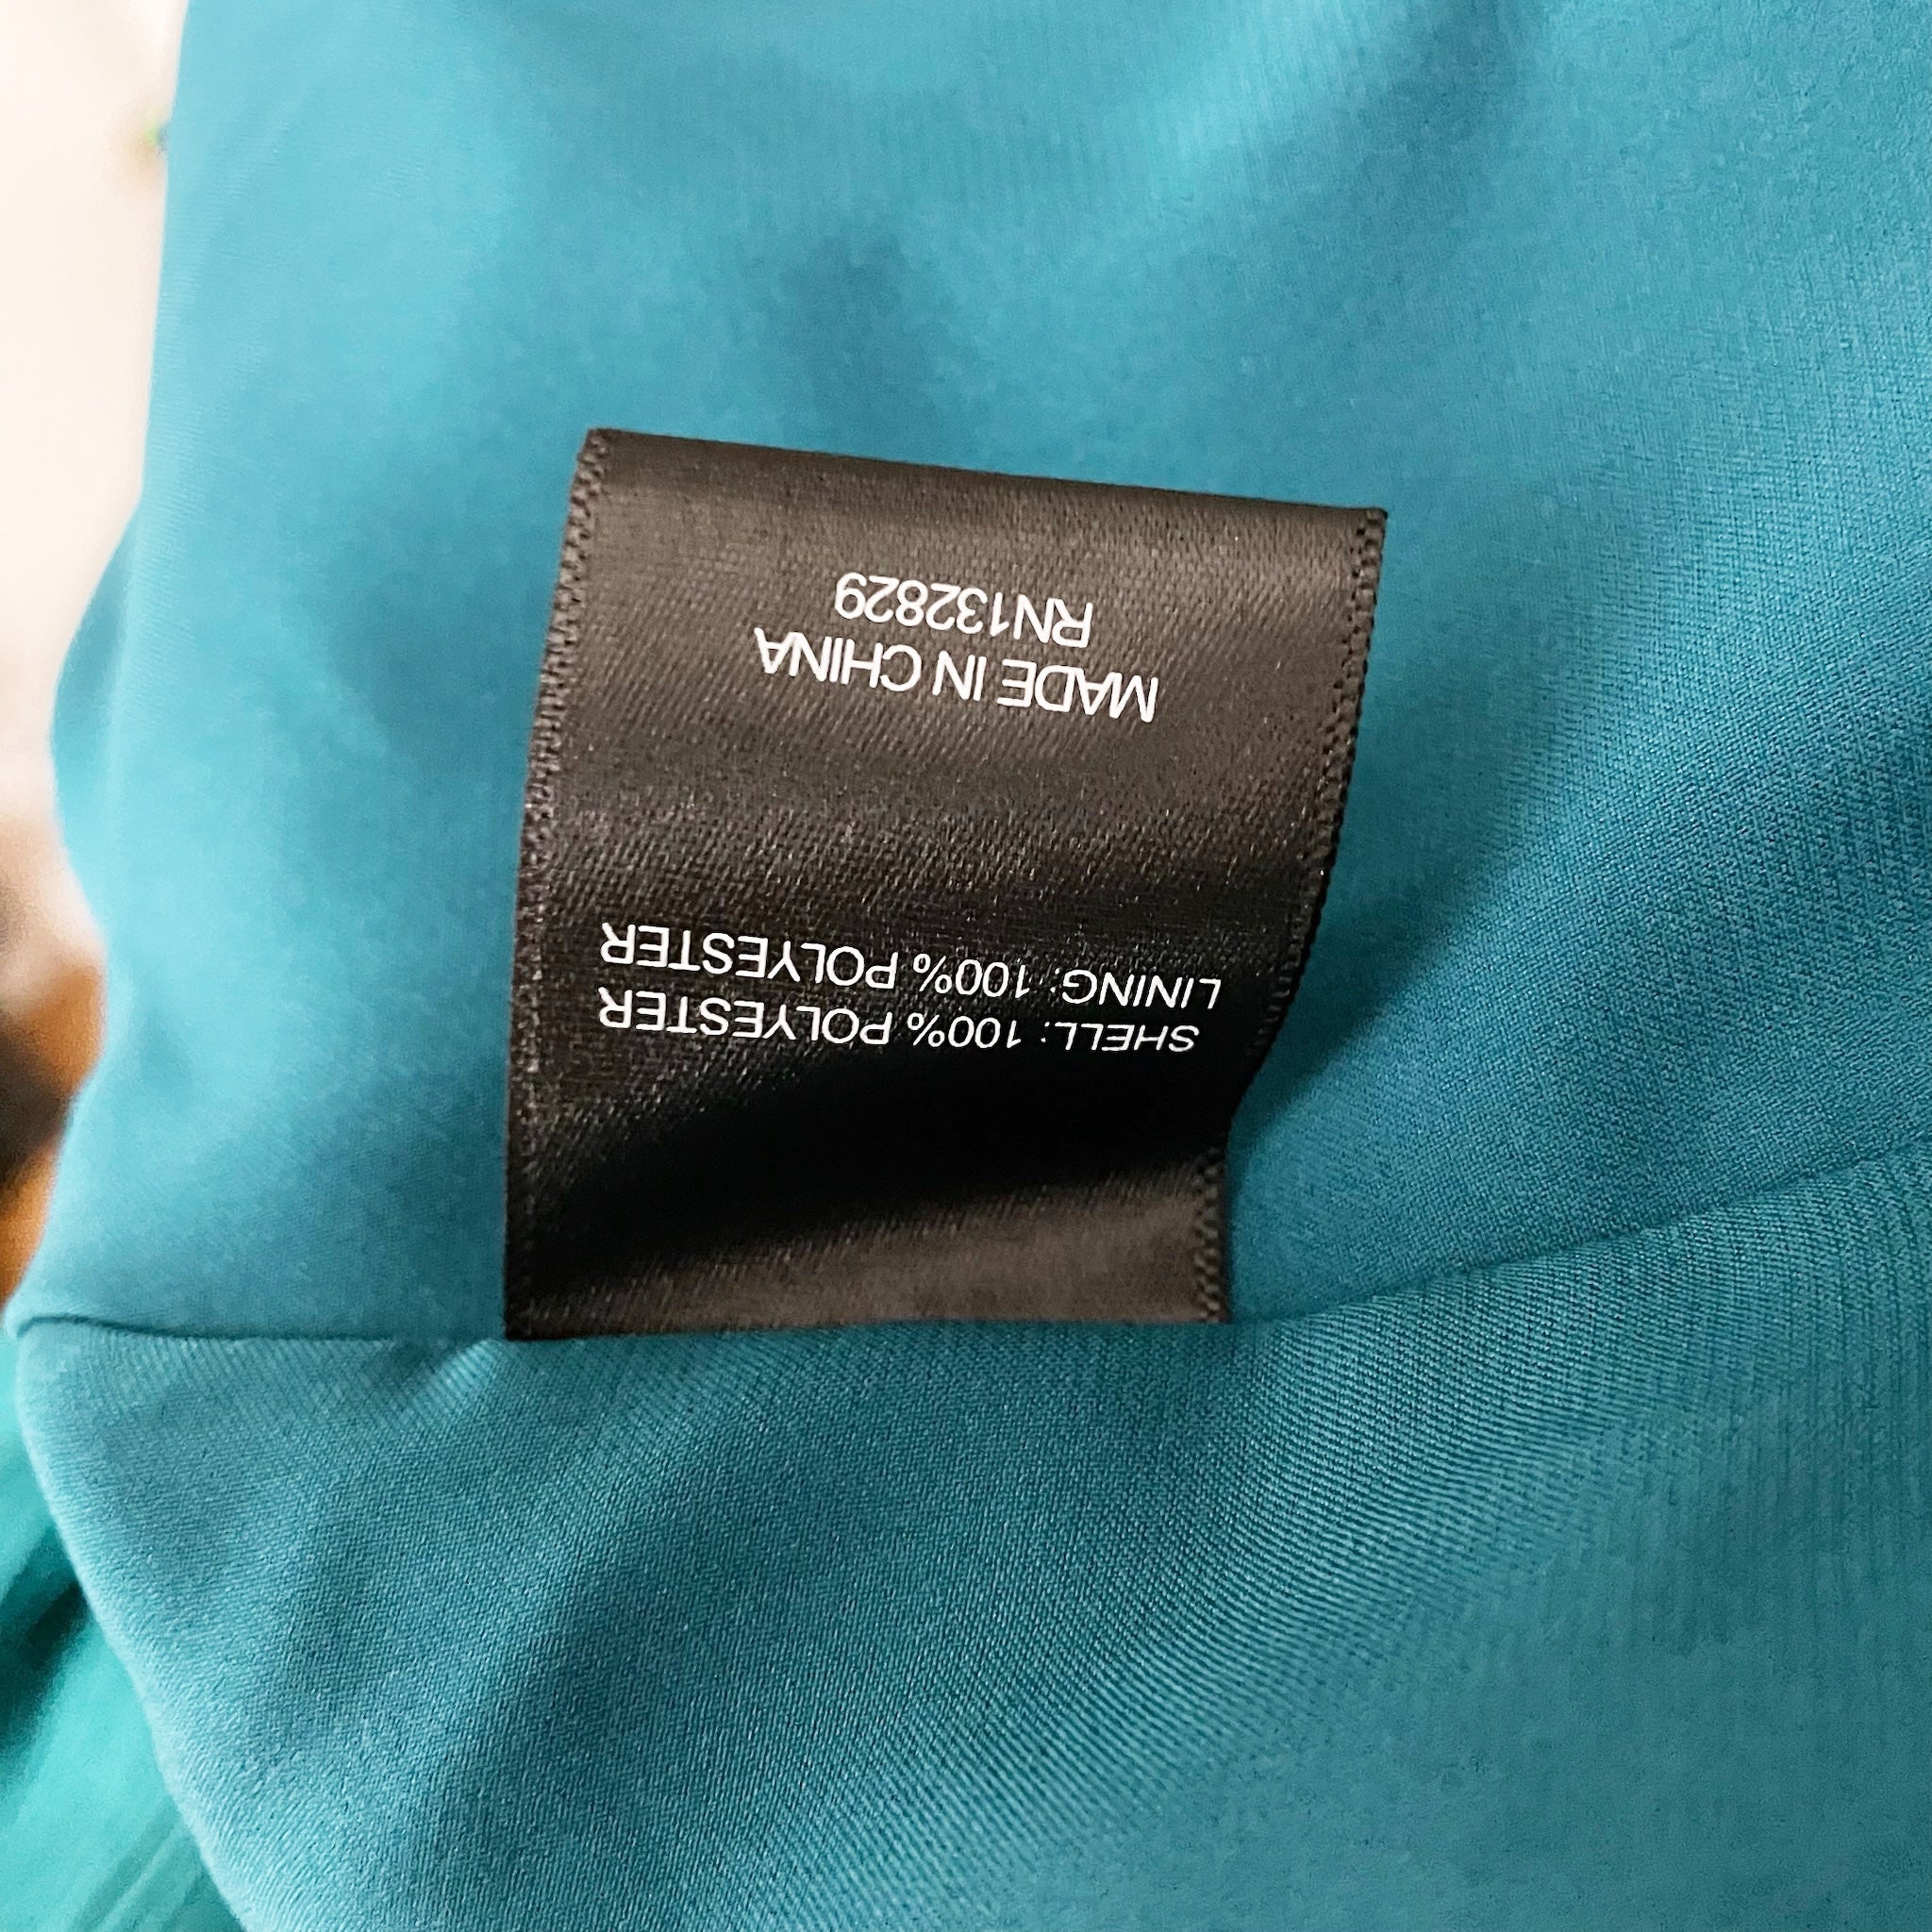 SHELL: 100% POLYESTER
LINING: 100% POLYESTER
MADE IN CHINA
RN132829